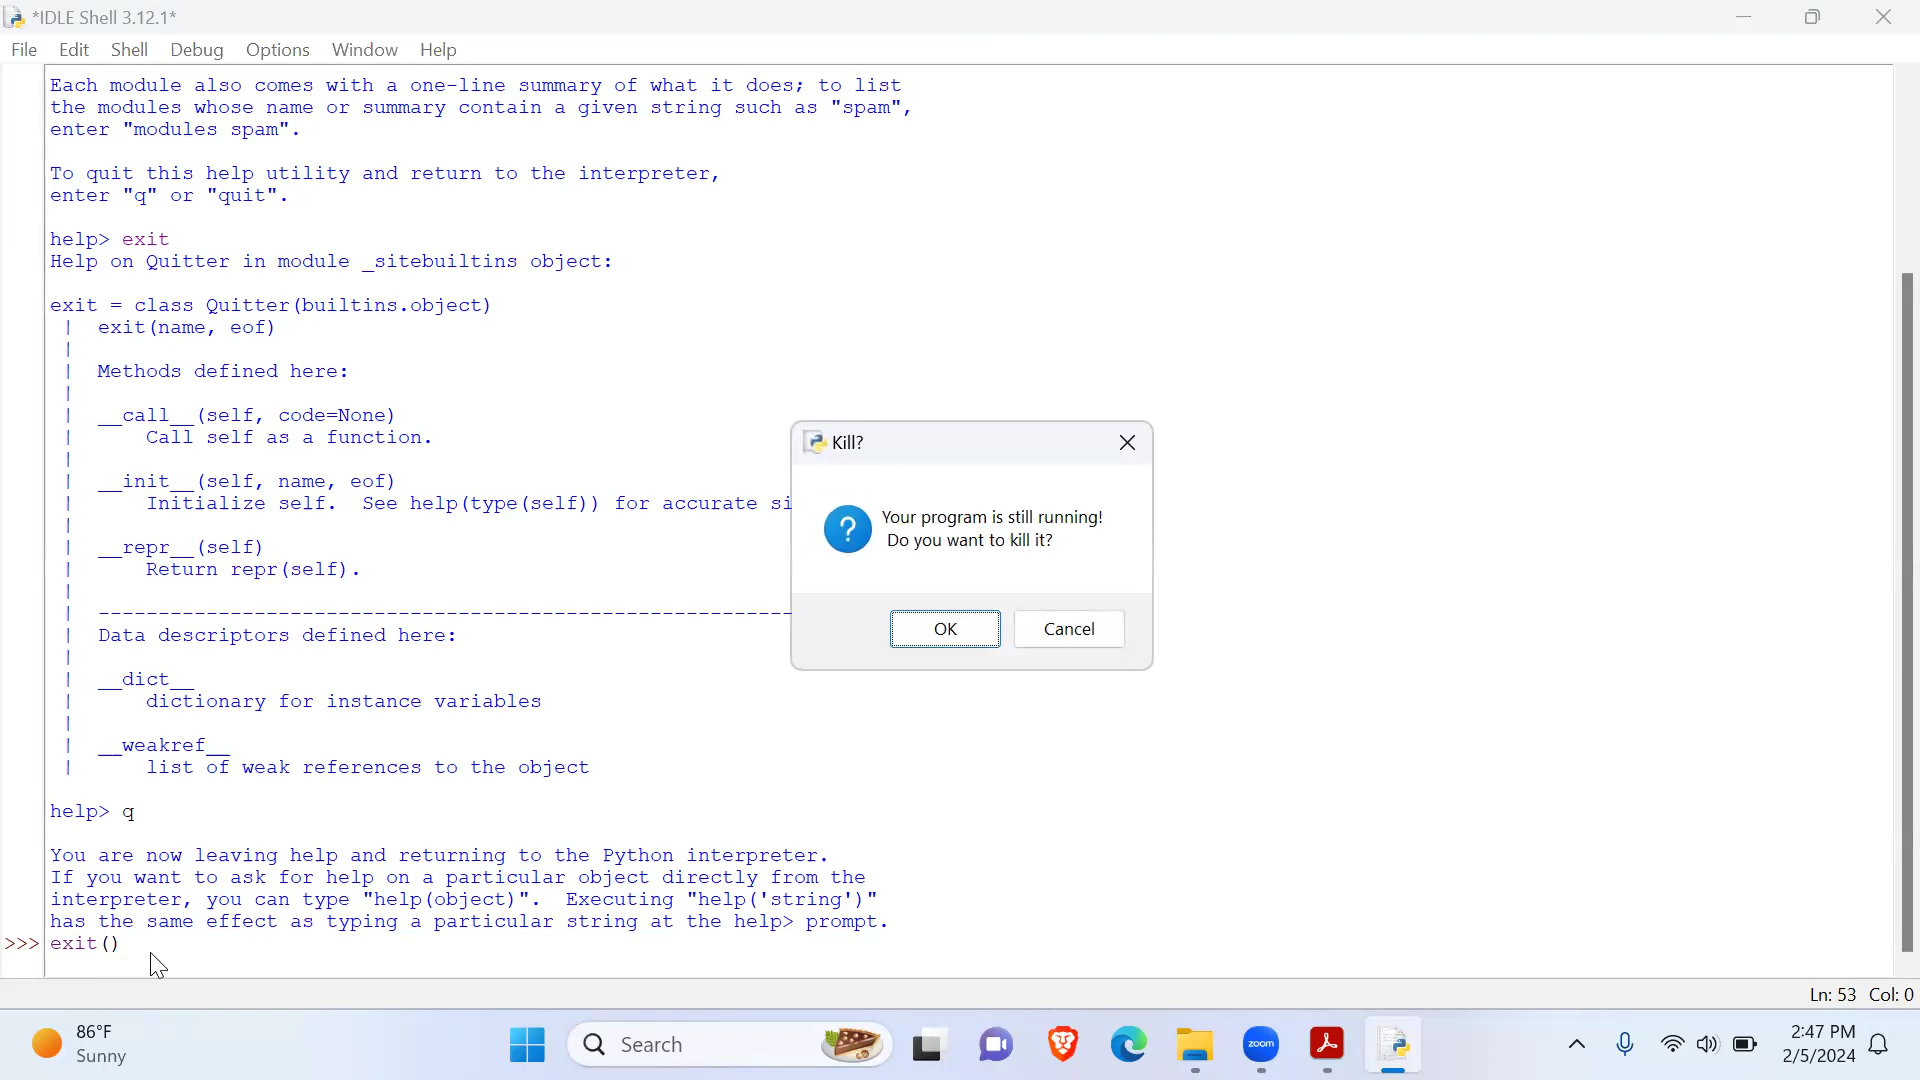 *IDLE Shell 3.12.1*
File Edit Shell Debug Options Window Help
Each module also comes with a one-line summary of what it does; to list
the modules whose name or summary contain a given string such as "spam",
enter "modules spam".
To quit this help utility and return to the interpreter,
enter "q" or "quit".
help> exit
Help on Quitter in module _sitebuiltins object:
exit = class Quitter(builtins.object)
 |  exit(name, eof)
 |
 |  Methods defined here:
 |
 |  __call__(self, code=None)
 |      Call self as a function.
 |
 |  __init__(self, name, eof)
 |      Initialize self.  See help(type(self)) for accurate si
 |
 |  __repr__(self)
 |      Return repr(self).
 |
 |  ----------------------------------------------------------
 |  Data descriptors defined here:
 |
 |  __dict__
 |      dictionary for instance variables
 |
 |  __weakref__
 |      list of weak references to the object
help> q
You are now leaving help and returning to the Python interpreter.
If you want to ask for help on a particular object directly from the
interpreter, you can type "help(object)".  Executing "help('string')"
has the same effect as typing a particular string at the help> prompt.
>>> exit()
Kill?
Your program is still running!
Do you want to kill it?
OK Cancel
Ln: 53 Col: 0
86°F
Sunny
Search
zoom
2:47 PM
2/5/2024